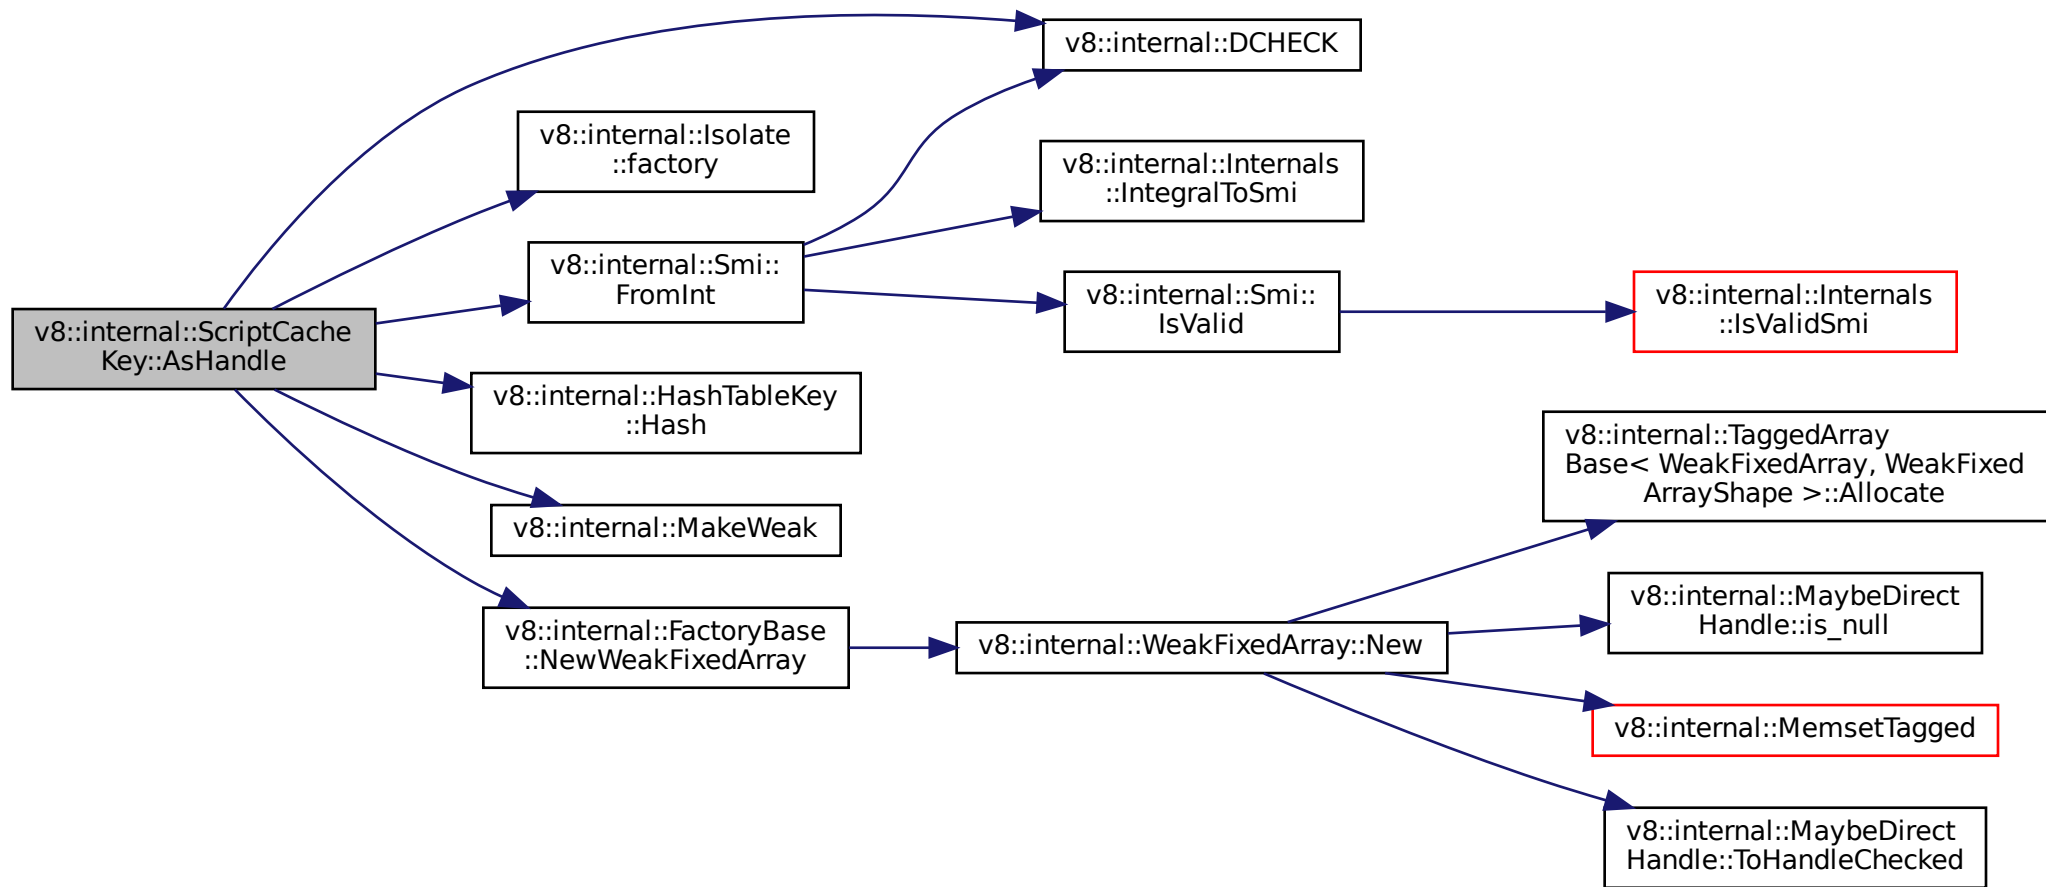 v8::internal::ScriptCache
Key::AsHandle
v8::internal::DCHECK
v8::internal::Isolate
::factory
v8::internal::Smi::
FromInt
v8::internal::Internals
::IntegralToSmi
v8::internal::Smi::
IsValid
v8::internal::Internals
::IsValidSmi
v8::internal::HashTableKey
::Hash
v8::internal::MakeWeak
v8::internal::FactoryBase
::NewWeakFixedArray
v8::internal::WeakFixedArray::New
v8::internal::TaggedArray
Base< WeakFixedArray, WeakFixed
ArrayShape >::Allocate
v8::internal::MaybeDirect
Handle::is_null
v8::internal::MemsetTagged
v8::internal::MaybeDirect
Handle::ToHandleChecked